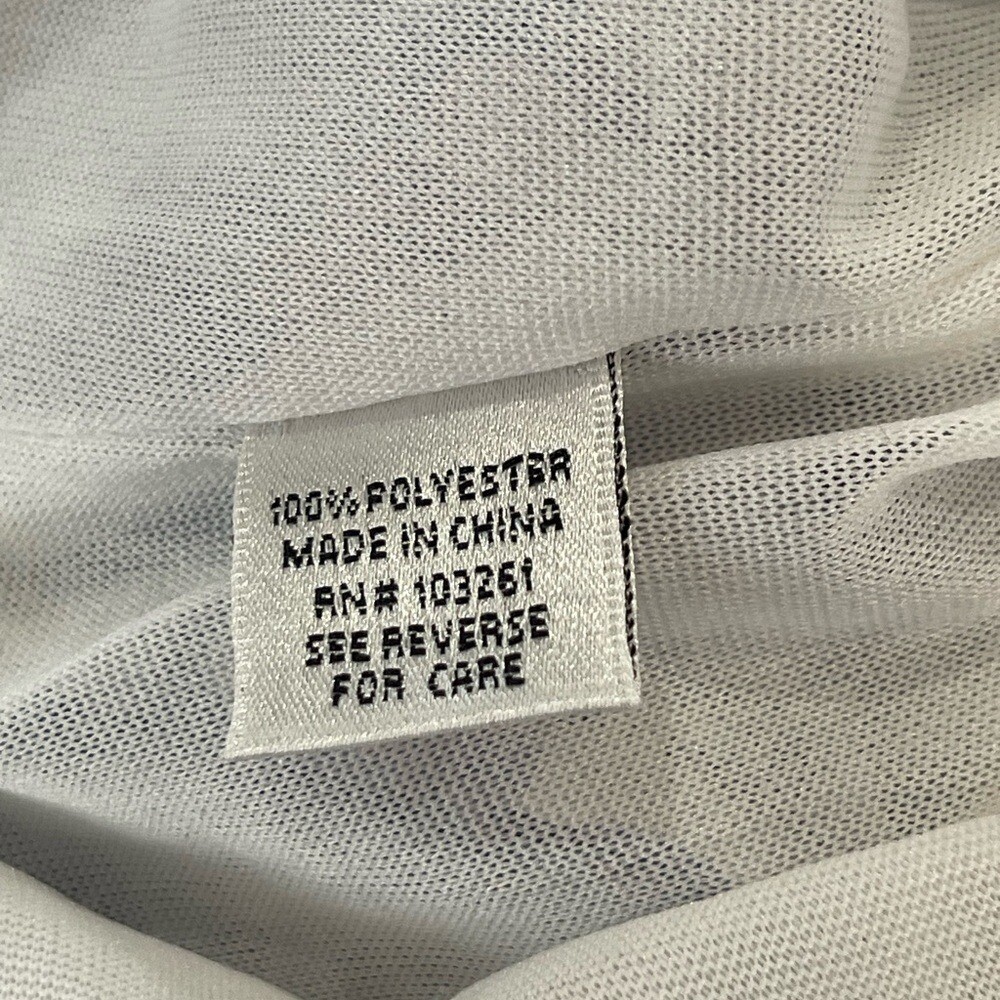 100% POLYESTER
MADE IN CHINA
RN# 103261
SEE REVERSE
FOR CARE